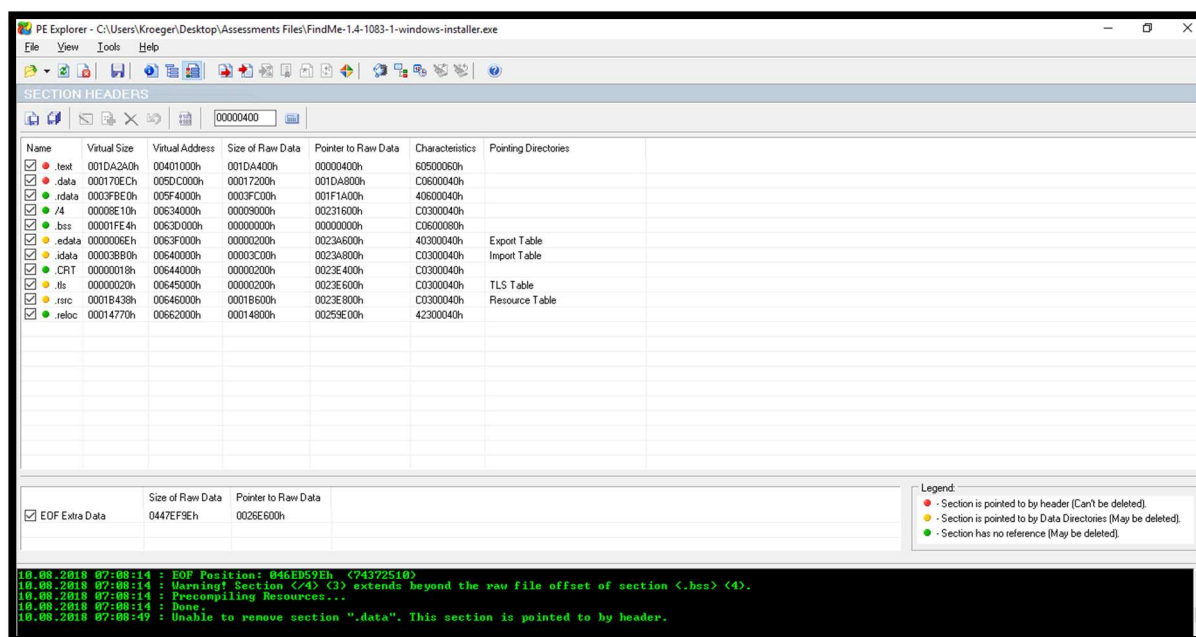 PE Explorer - C:\Users\Kroeger\Desktop\Assessments Files\FindMe-1.4-1083-1-windows-installer.exe
File View Tools Help
SECTION HEADERS
00000400
Name Virtual Size Virtual Address Size of Raw Data Pointer to Raw Data Characteristics Pointing Directories
.text 001DA2A0h 00401000h 001DA400h 00000400h 60500060h
.data 000170ECh 005DC000h 00017200h 001DA800h C0600040h
.rdata 0003FBE0h 005F4000h 0003FC00h 001F1A00h 40600040h
/4 00008E10h 00634000h 00009000h 00231600h C0300040h
.bss 00001FE4h 0063D000h 00000000h 00000000h C0600080h
.edata 0000006Eh 0063F000h 00000200h 0023A600h 40300040h Export Table
.idata 00003BB0h 00640000h 00003C00h 0023A800h C0300040h Import Table
.CRT 00000018h 00644000h 00000200h 0023E400h C0300040h
.tls 00000020h 00645000h 00000200h 0023E600h C0300040h TLS Table
.rsrc 0001B438h 00646000h 0001B600h 0023E800h C0300040h Resource Table
.reloc 00014770h 00662000h 00014800h 00259E00h 42300040h
Size of Raw Data Pointer to Raw Data
EOF Extra Data 0447EF9Eh 0026E600h
Legend:
- Section is pointed to by header (Can't be deleted).
- Section is pointed to by Data Directories (May be deleted).
- Section has no reference (May be deleted).
10.08.2018 07:08:14 : EOF Position: 046ED59Eh (74372510)
10.08.2018 07:08:14 : Warning! Section </4> <3> extends beyond the raw file offset of section <.bss> <4>.
10.08.2018 07:08:14 : Precompiling Resources...
10.08.2018 07:08:14 : Done.
10.08.2018 07:08:49 : Unable to remove section ".data". This section is pointed to by header.